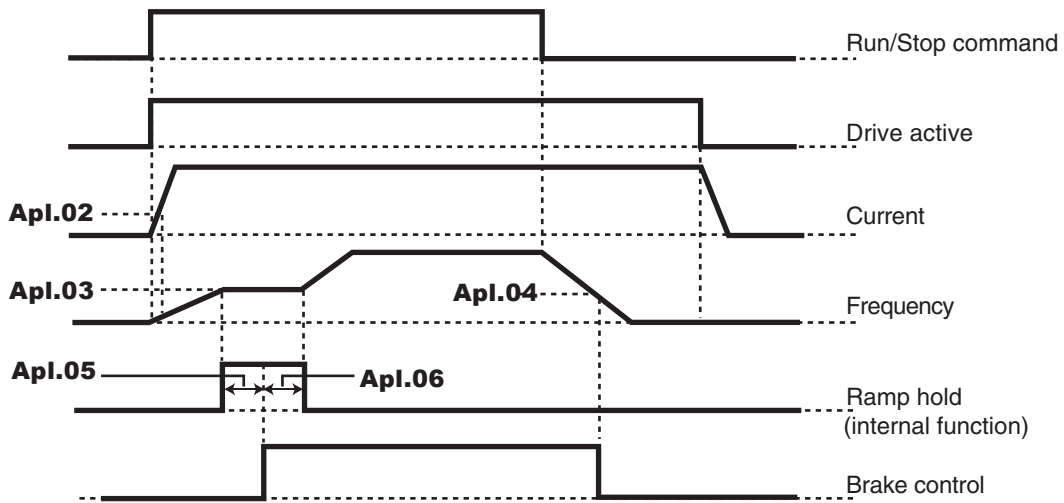 Run/Stop command
Drive active
Apl.02
Current
Apl.03
Apl.04
Frequency
Apl.05
Apl.06
Ramp hold
(internal function)
Brake control